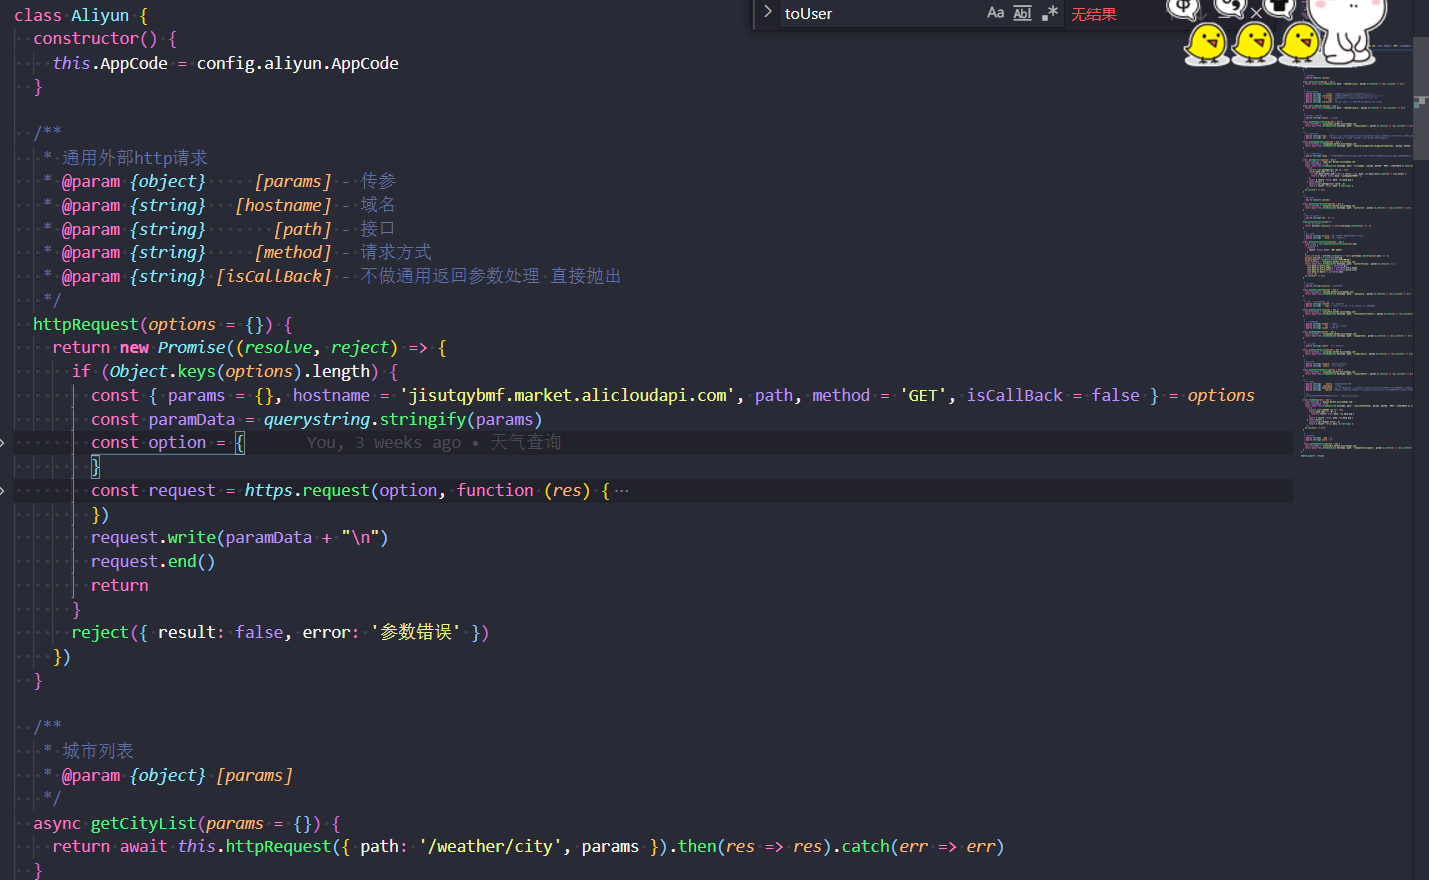 class Aliyun {
constructor() {
this.AppCode = config.aliyun.AppCode
}
/**
* 通用外部http请求
* @param {object} [params] - 传参
* @param {string} [hostname] - 域名
* @param {string} [path] - 接口
* @param {string} [method] - 请求方式
* @param {string} [isCallBack] - 不做通用返回参数处理 直接抛出
*/
httpRequest(options = {}) {
return new Promise((resolve, reject) => {
if (Object.keys(options).length) {
const { params = {}, hostname = 'jisutqybmf.market.alicloudapi.com', path, method = 'GET', isCallBack = false } = options
const paramData = querystring.stringify(params)
const option = { You, 3 weeks ago • 天气查询
}
const request = https.request(option, function (res) { ···
})
request.write(paramData + "\n")
request.end()
return
}
reject({ result: false, error: '参数错误' })
})
}
/**
* 城市列表
* @param {object} [params]
*/
async getCityList(params = {}) {
return await this.httpRequest({ path: '/weather/city', params }).then(res => res).catch(err => err)
}
toUser
Aa
Abl
.*
无结果
中